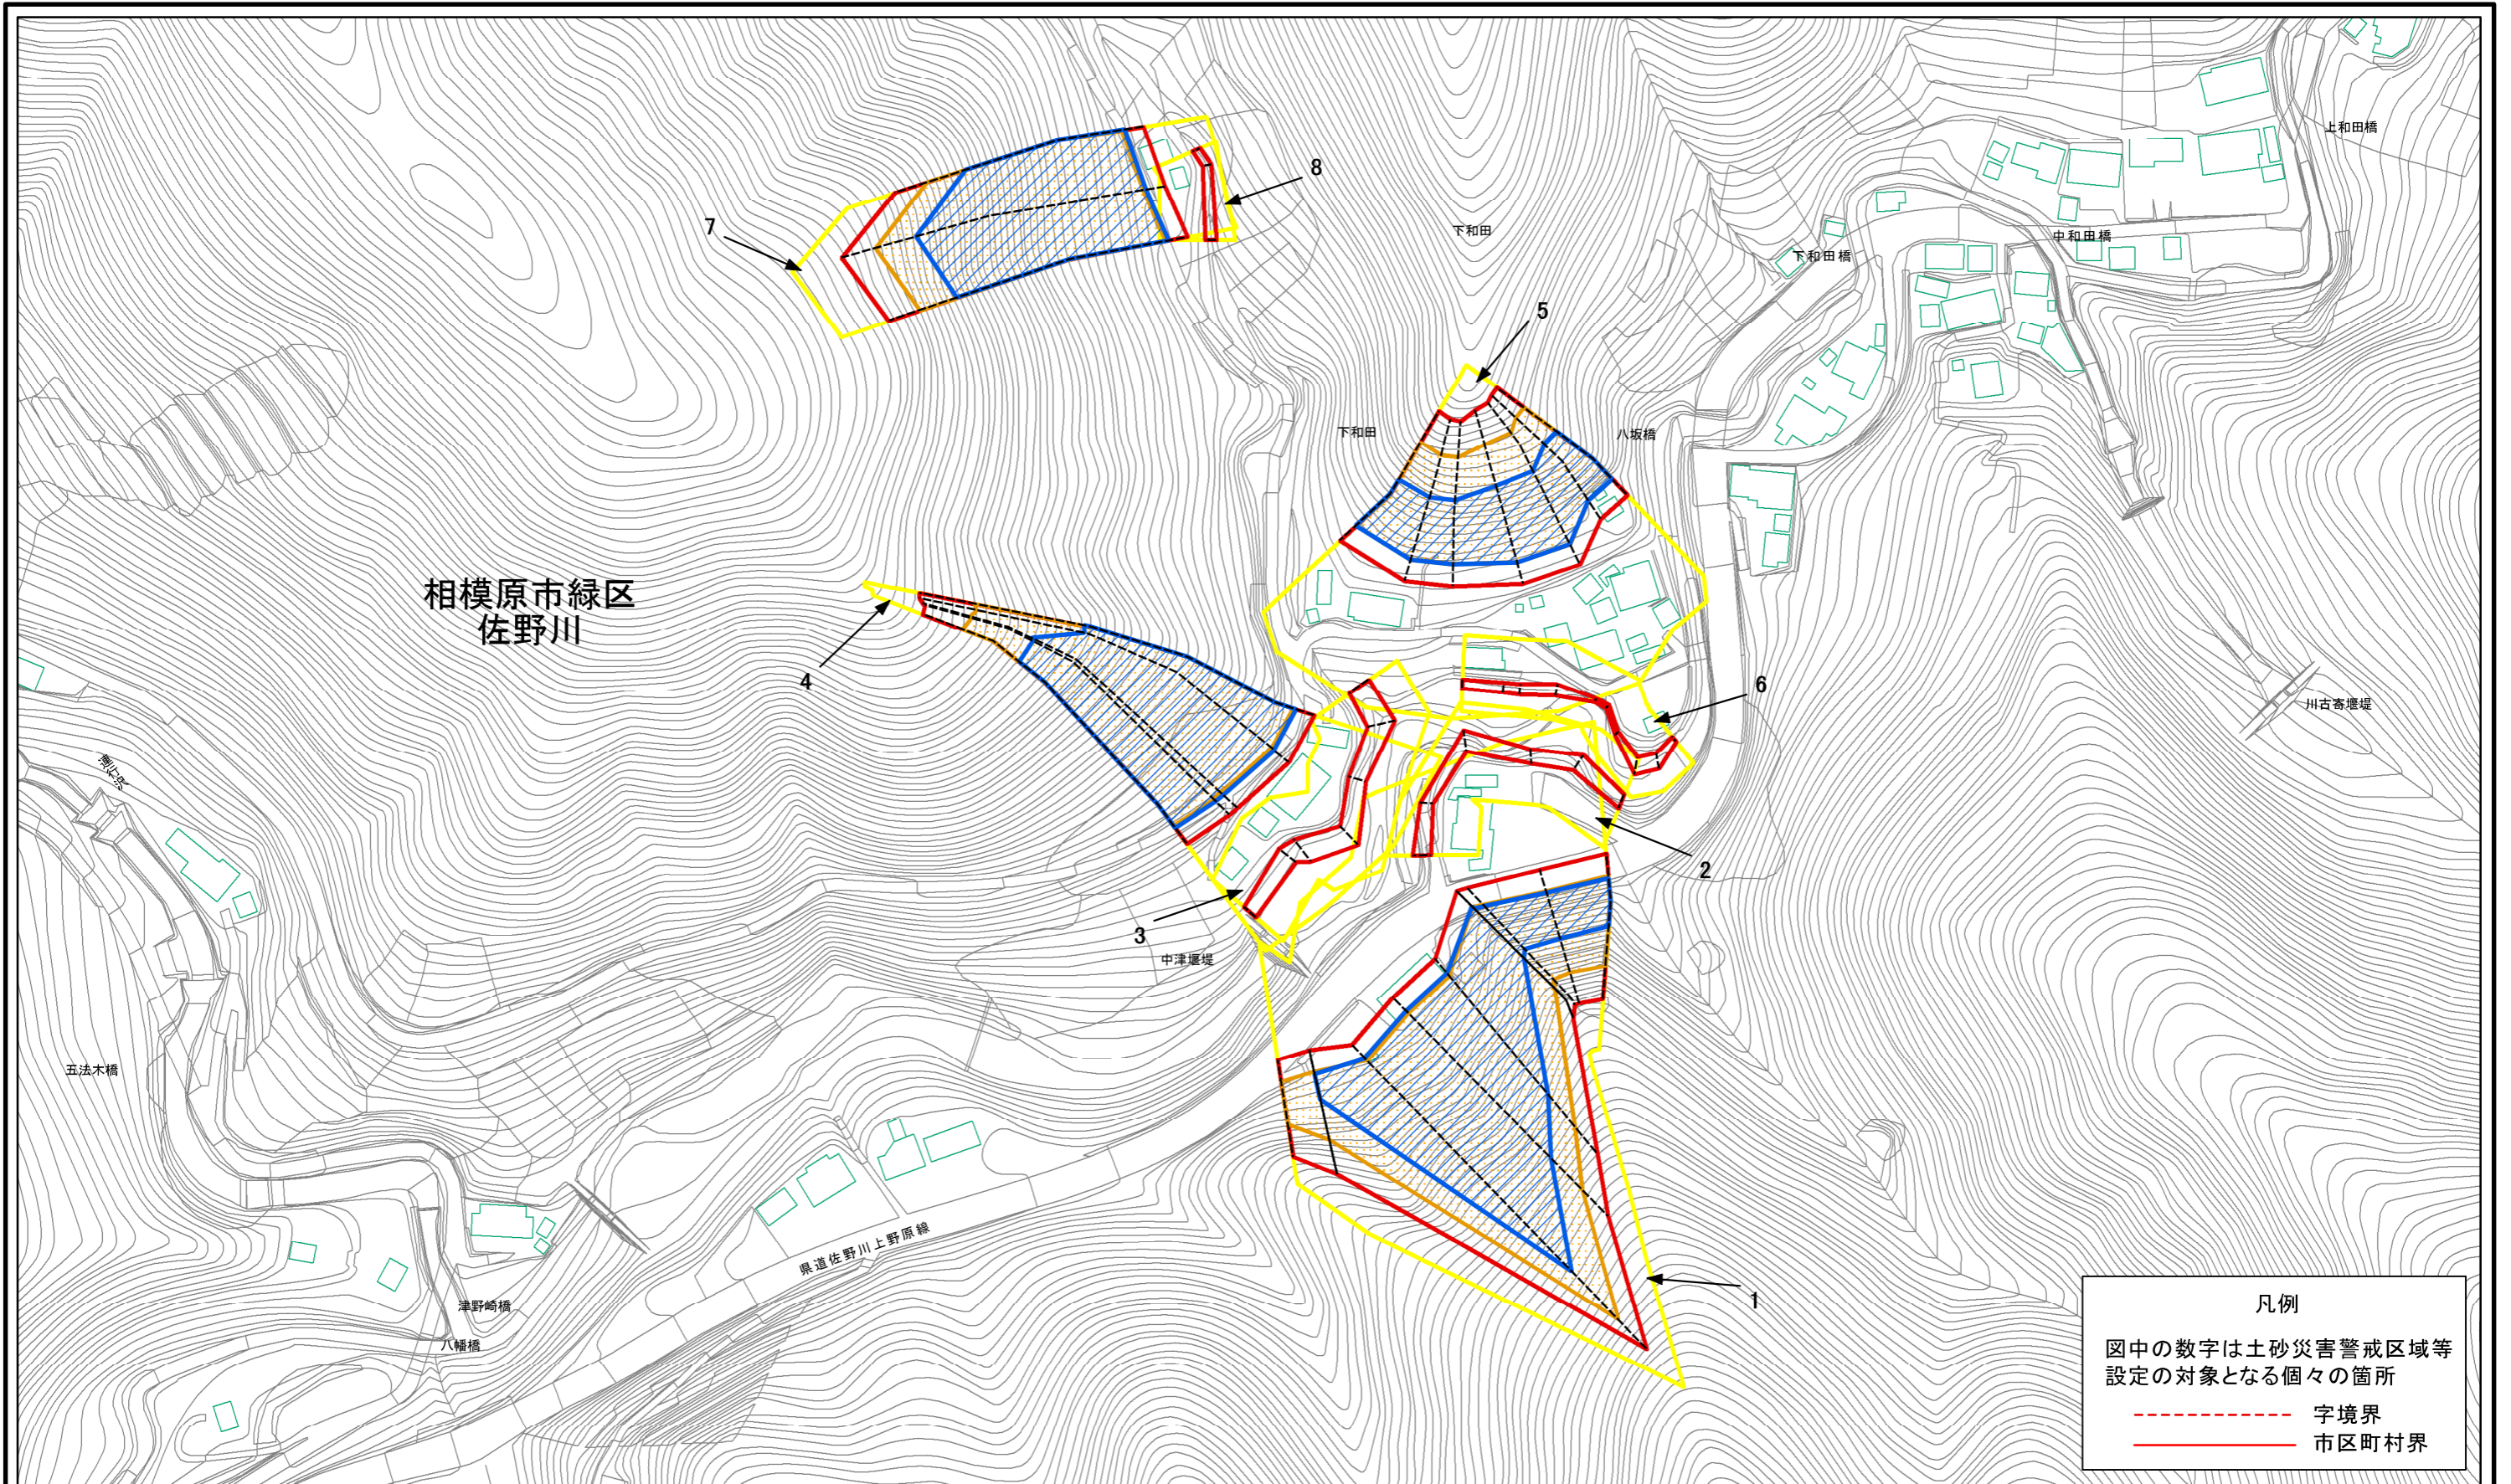 上和田橋
8
7
下和田
中和田橋
下和田橋
5
下和田
八坂橋
相模原市緑区
佐野川
4
6
川古寄堰堤
連行沢
2
3
中津堰堤
五法木橋
県道佐野川上野原線
1
津野崎橋
八幡橋
凡例
図中の数字は土砂災害警戒区域等
設定の対象となる個々の箇所
字境界
市区町村界